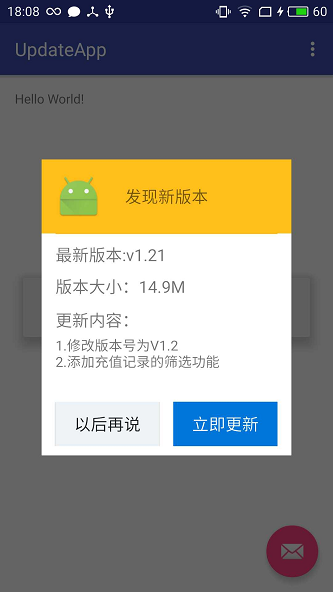 18:08
60
UpdateApp
Hello World!
发现新版本
最新版本:v1.21
版本大小：14.9M
更新内容：
1.修改版本号为V1.2
2.添加充值记录的筛选功能
以后再说
立即更新